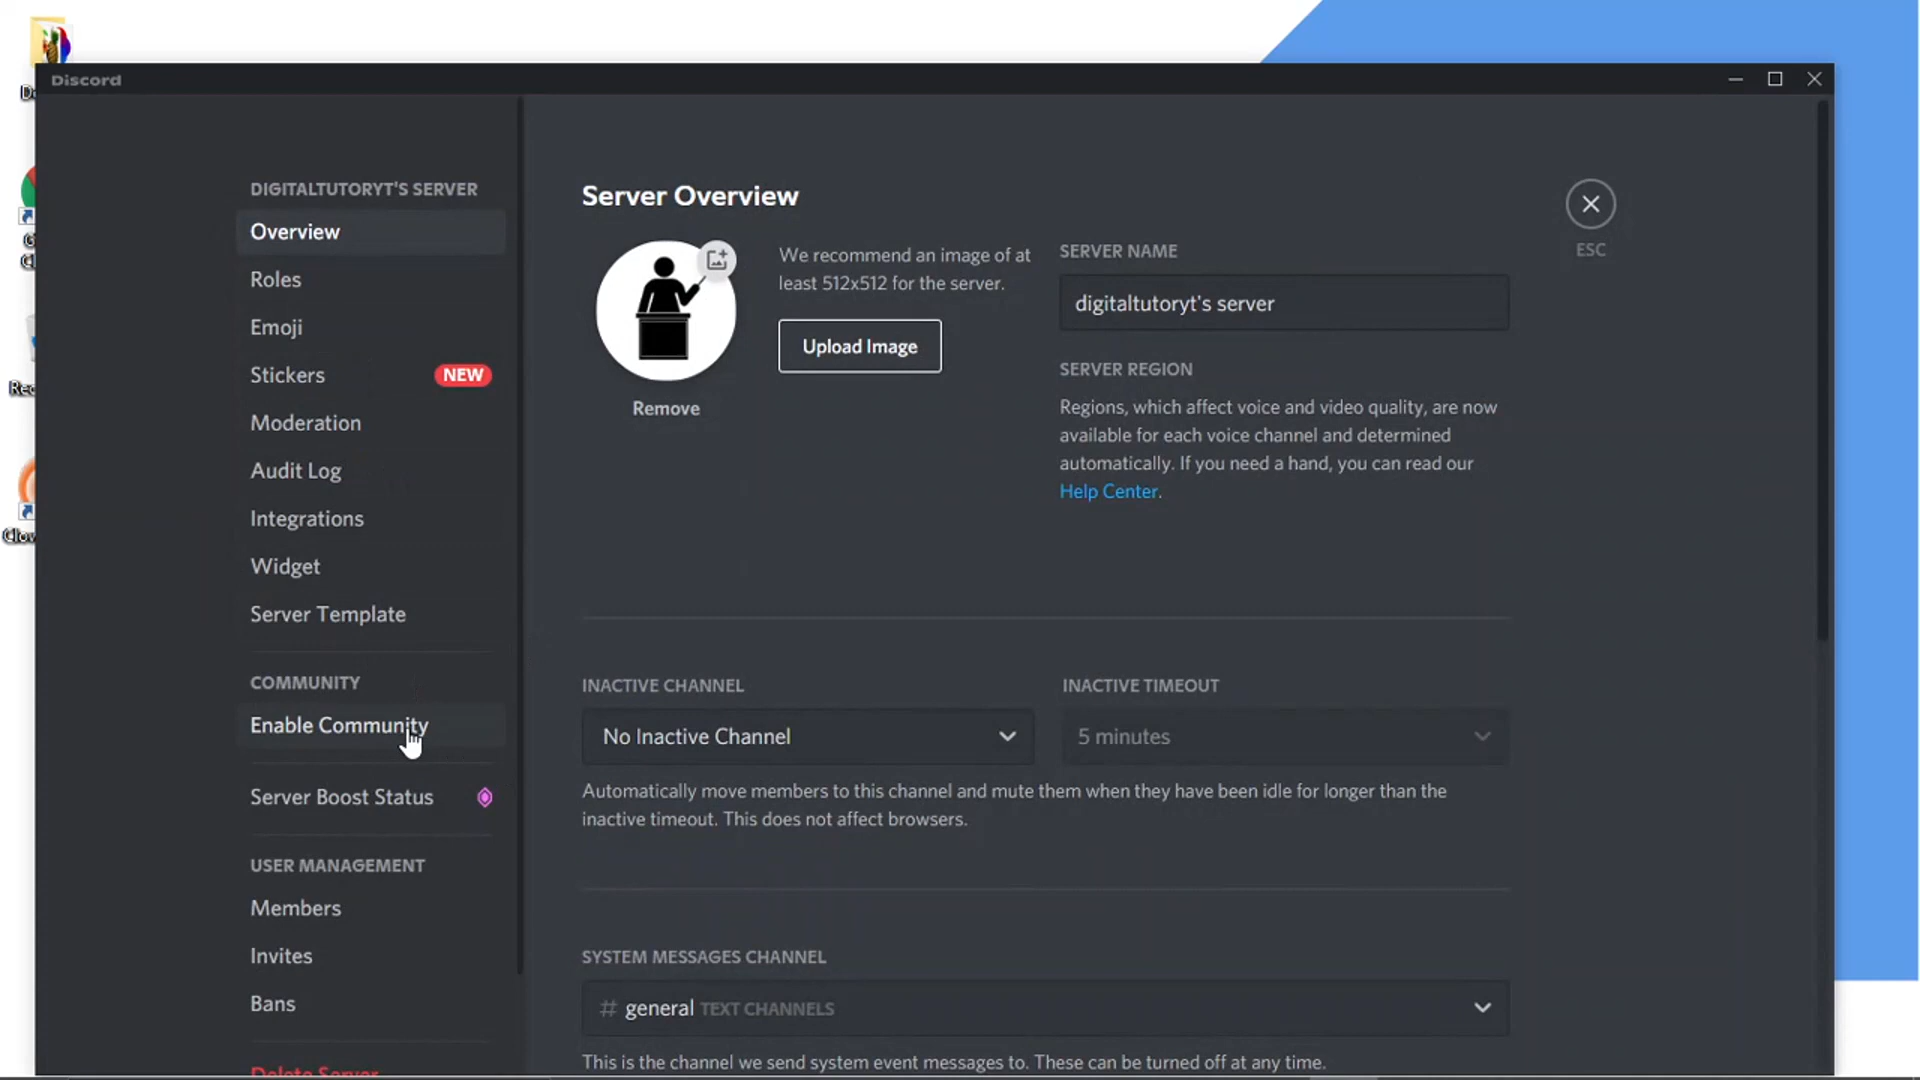 Discord
DIGITALTUTORYT'S SERVER
Overview
Roles
Emoji
Stickers NEW
Moderation
Audit Log
Integrations
Widget
Server Template
COMMUNITY
Enable Community
Server Boost Status
USER MANAGEMENT
Members
Invites
Bans
Delete Server
Server Overview
Remove
We recommend an image of at
least 512x512 for the server.
Upload Image
SERVER NAME
digitaltutoryt's server
SERVER REGION
Regions, which affect voice and video quality, are now
available for each voice channel and determined
automatically. If you need a hand, you can read our
Help Center.
ESC
INACTIVE CHANNEL
No Inactive Channel
INACTIVE TIMEOUT
5 minutes
Automatically move members to this channel and mute them when they have been idle for longer than the
inactive timeout. This does not affect browsers.
SYSTEM MESSAGES CHANNEL
# general TEXT CHANNELS
This is the channel we send system event messages to. These can be turned off at any time.